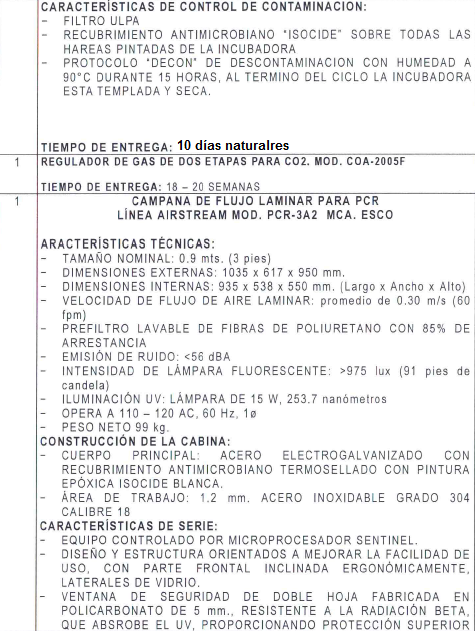 CARACTERÍSTICAS DE CONTROL DE CONTAMINACION:
– FILTRO ULPA
– RECUBRIMIENTO ANTIMICROBIANO "ISOCIDE" SOBRE TODAS LAS
HAREAS PINTADAS DE LA INCUBADORA
– PROTOCOLO "DECON" DE DESCONTAMINACION CON HUMEDAD A
90°C DURANTE 15 HORAS, AL TERMINO DEL CICLO LA INCUBADORA
ESTA TEMPLADA Y SECA.
TIEMPO DE ENTREGA: 10 días naturalres
1 REGULADOR DE GAS DE DOS ETAPAS PARA CO2. MOD. COA-2005F
TIEMPO DE ENTREGA: 18 – 20 SEMANAS
1 CAMPANA DE FLUJO LAMINAR PARA PCR
LÍNEA AIRSTREAM MOD. PCR-3A2 MCA. ESCO
ARACTERÍSTICAS TÉCNICAS:
– TAMAÑO NOMINAL: 0.9 mts. (3 pies)
– DIMENSIONES EXTERNAS: 1035 x 617 x 950 mm.
– DIMENSIONES INTERNAS: 935 x 538 x 550 mm. (Largo x Ancho x Alto)
– VELOCIDAD DE FLUJO DE AIRE LAMINAR: promedio de 0.30 m/s (60
fpm)
– PREFILTRO LAVABLE DE FIBRAS DE POLIURETANO CON 85% DE
ARRESTANCIA
– EMISIÓN DE RUIDO: <56 dBA
– INTENSIDAD DE LÁMPARA FLUORESCENTE: >975 lux (91 pies de
candela)
– ILUMINACIÓN UV: LÁMPARA DE 15 W, 253.7 nanómetros
– OPERA A 110 – 120 AC, 60 Hz, 1ø
– PESO NETO 99 kg.
CONSTRUCCIÓN DE LA CABINA:
– CUERPO PRINCIPAL: ACERO ELECTROGALVANIZADO CON
RECUBRIMIENTO ANTIMICROBIANO TERMOSELLADO CON PINTURA
EPÓXICA ISOCIDE BLANCA.
– ÁREA DE TRABAJO: 1.2 mm. ACERO INOXIDABLE GRADO 304
CALIBRE 18
CARACTERÍSTICAS DE SERIE:
– EQUIPO CONTROLADO POR MICROPROCESADOR SENTINEL.
– DISEÑO Y ESTRUCTURA ORIENTADOS A MEJORAR LA FACILIDAD DE
USO, CON PARTE FRONTAL INCLINADA ERGONÓMICAMENTE,
LATERALES DE VIDRIO.
– VENTANA DE SEGURIDAD DE DOBLE HOJA FABRICADA EN
POLICARBONATO DE 5 mm., RESISTENTE A LA RADIACIÓN BETA,
QUE ABSROBE EL UV, PROPORCIONANDO PROTECCIÓN SUPERIOR